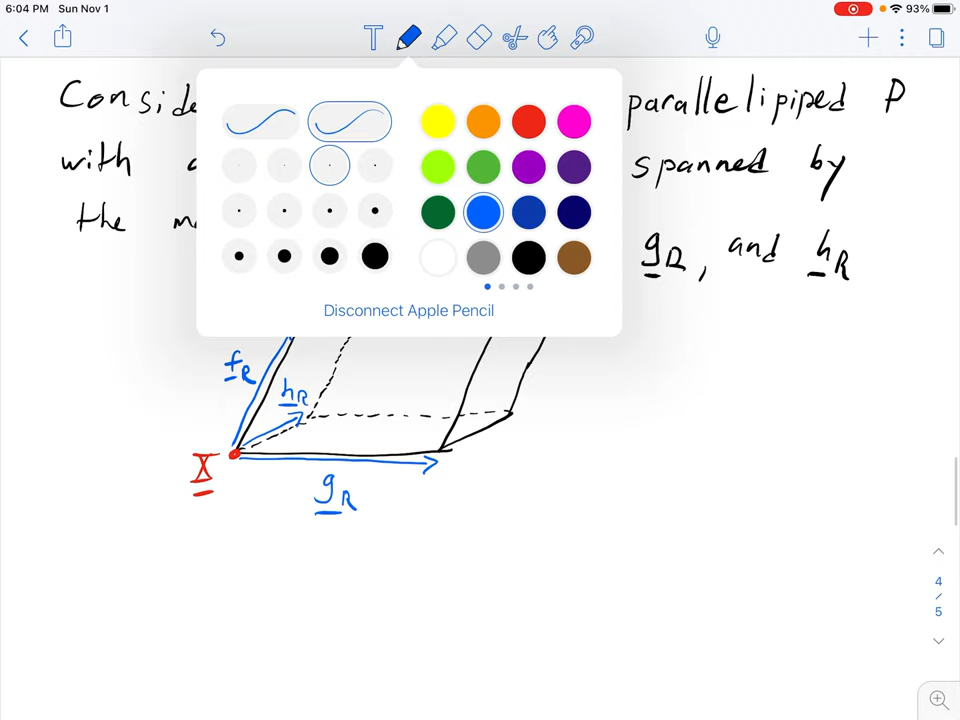 6:04 PM Sun Nov 1
93%
T
Conside parallelipiped P
with spanned by
the m
g_R, and h_R
Disconnect Apple Pencil
f_R
h_R
X
g_R
4
/
5